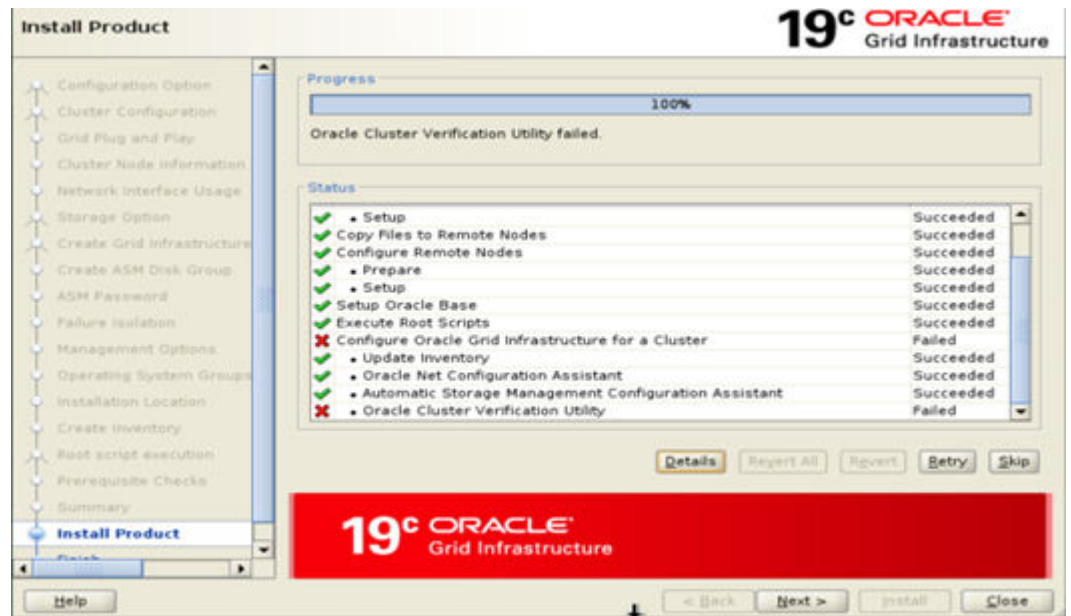 Install Product
19c ORACLE
Grid Infrastructure
Configuration Option
Cluster Configuration
Grid Plug and Play
Cluster Node Information
Network Interface Usage
Storage Option
Create Grid Infrastructure
Create ASM Disk Group
ASM Password
Failure Isolation
Management Options
Operating System Groups
Installation Location
Create Inventory
Root script execution
Prerequisite Checks
Summary
Install Product
Finish
Progress
100%
Oracle Cluster Verification Utility failed.
Status
• Setup Succeeded
Copy Files to Remote Nodes Succeeded
Configure Remote Nodes Succeeded
• Prepare Succeeded
• Setup Succeeded
Setup Oracle Base Succeeded
Execute Root Scripts Succeeded
Configure Oracle Grid Infrastructure for a Cluster Failed
• Update Inventory Succeeded
• Oracle Net Configuration Assistant Succeeded
• Automatic Storage Management Configuration Assistant Succeeded
• Oracle Cluster Verification Utility Failed
Details Revert All Revert Retry Skip
19c ORACLE
Grid Infrastructure
Help < Back Next > Install Close